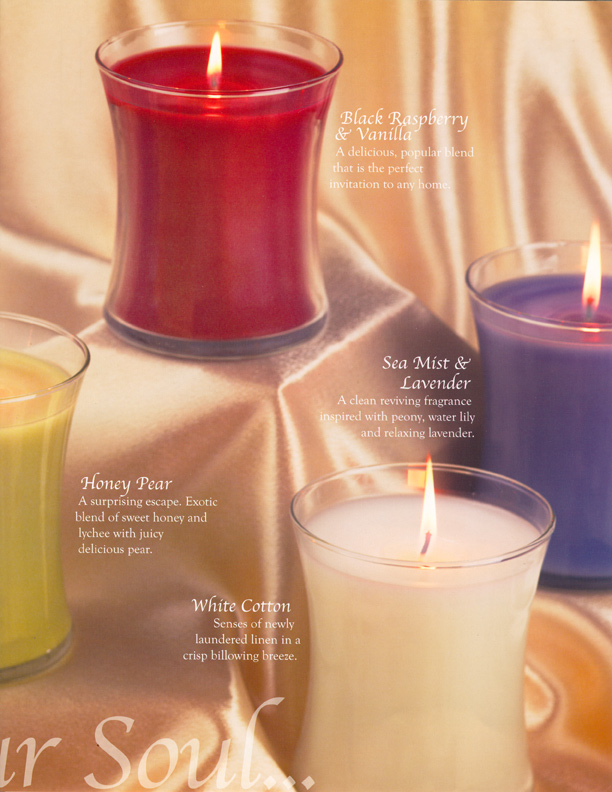 Black Raspberry
& Vanilla
A delicious, popular blend
that is the perfect
invitation to any home.
Sea Mist &
Lavender
A clean reviving fragrance
inspired with peony, water lily
and relaxing lavender.
Honey Pear
A surprising escape. Exotic
blend of sweet honey and
lychee with juicy
delicious pear.
White Cotton
Senses of newly
laundered linen in a
crisp billowing breeze.
ur Soul...